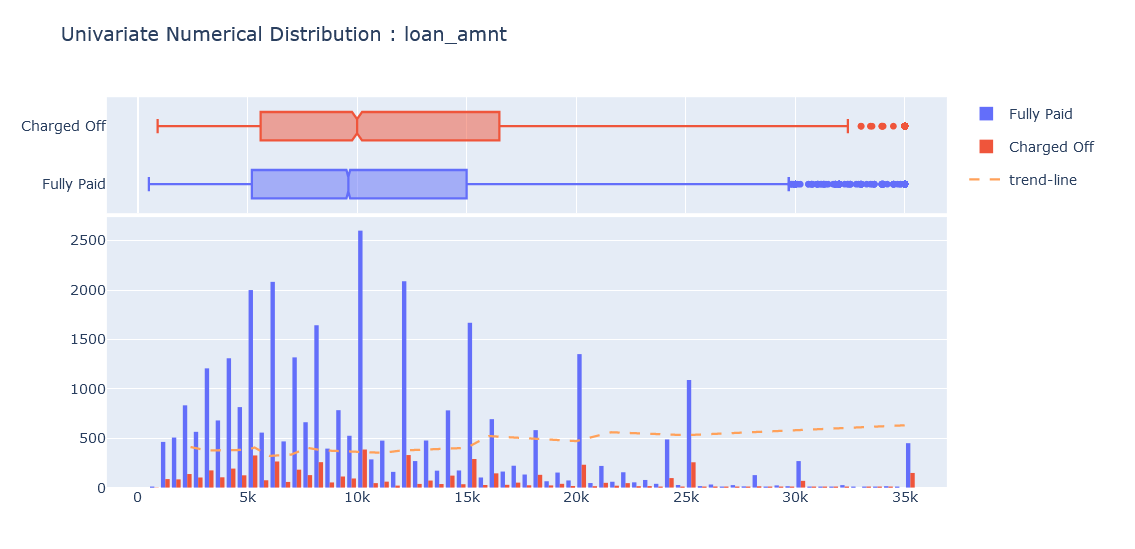 Univariate Numerical Distribution : loan_amnt
Charged Off
Fully Paid
Fully Paid
Charged Off
trend-line
2500
2000
1500
1000
500
0
0 5k 10k 15k 20k 25k 30k 35k